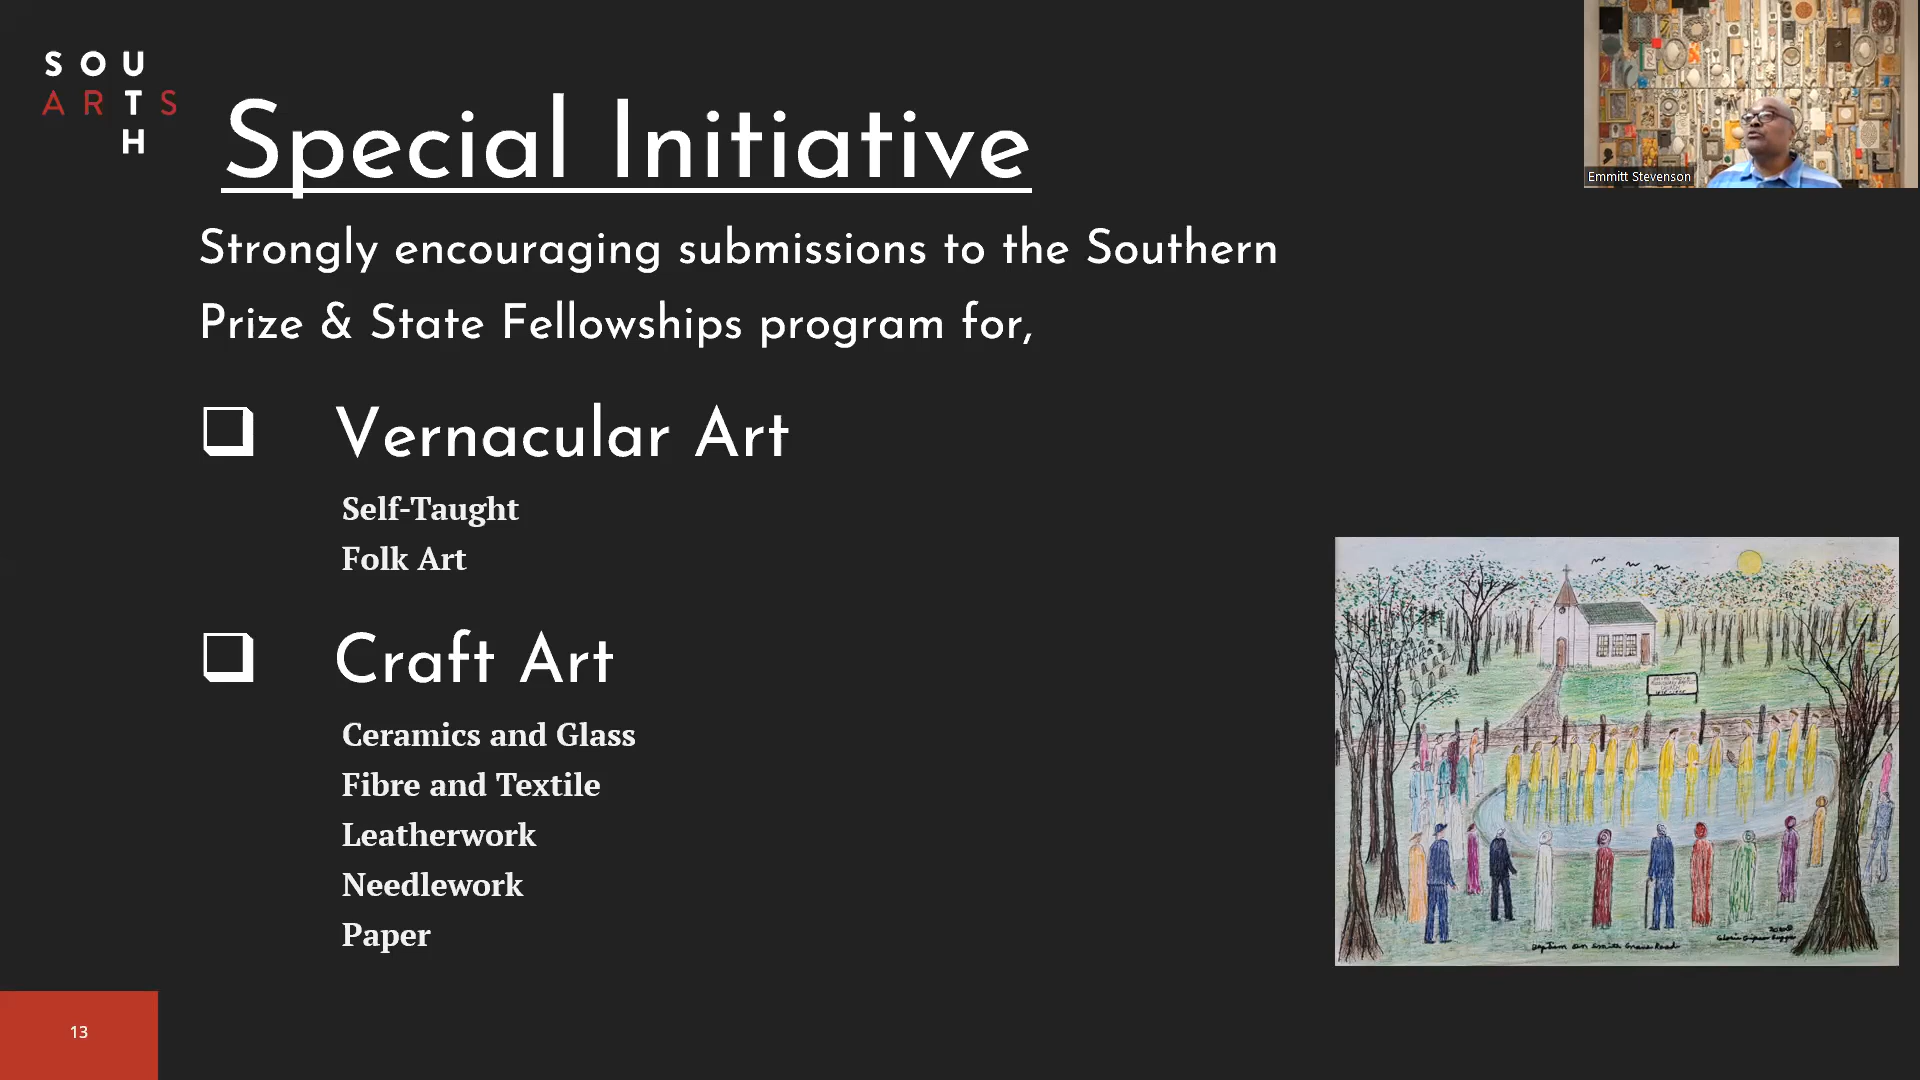 SOU
ARTS
H
Special Initiative
Emmitt Stevenson
Strongly encouraging submissions to the Southern
Prize & State Fellowships program for,
Vernacular Art
Self-Taught
Folk Art
Craft Art
Ceramics and Glass
Fibre and Textile
Leatherwork
Needlework
Paper
13